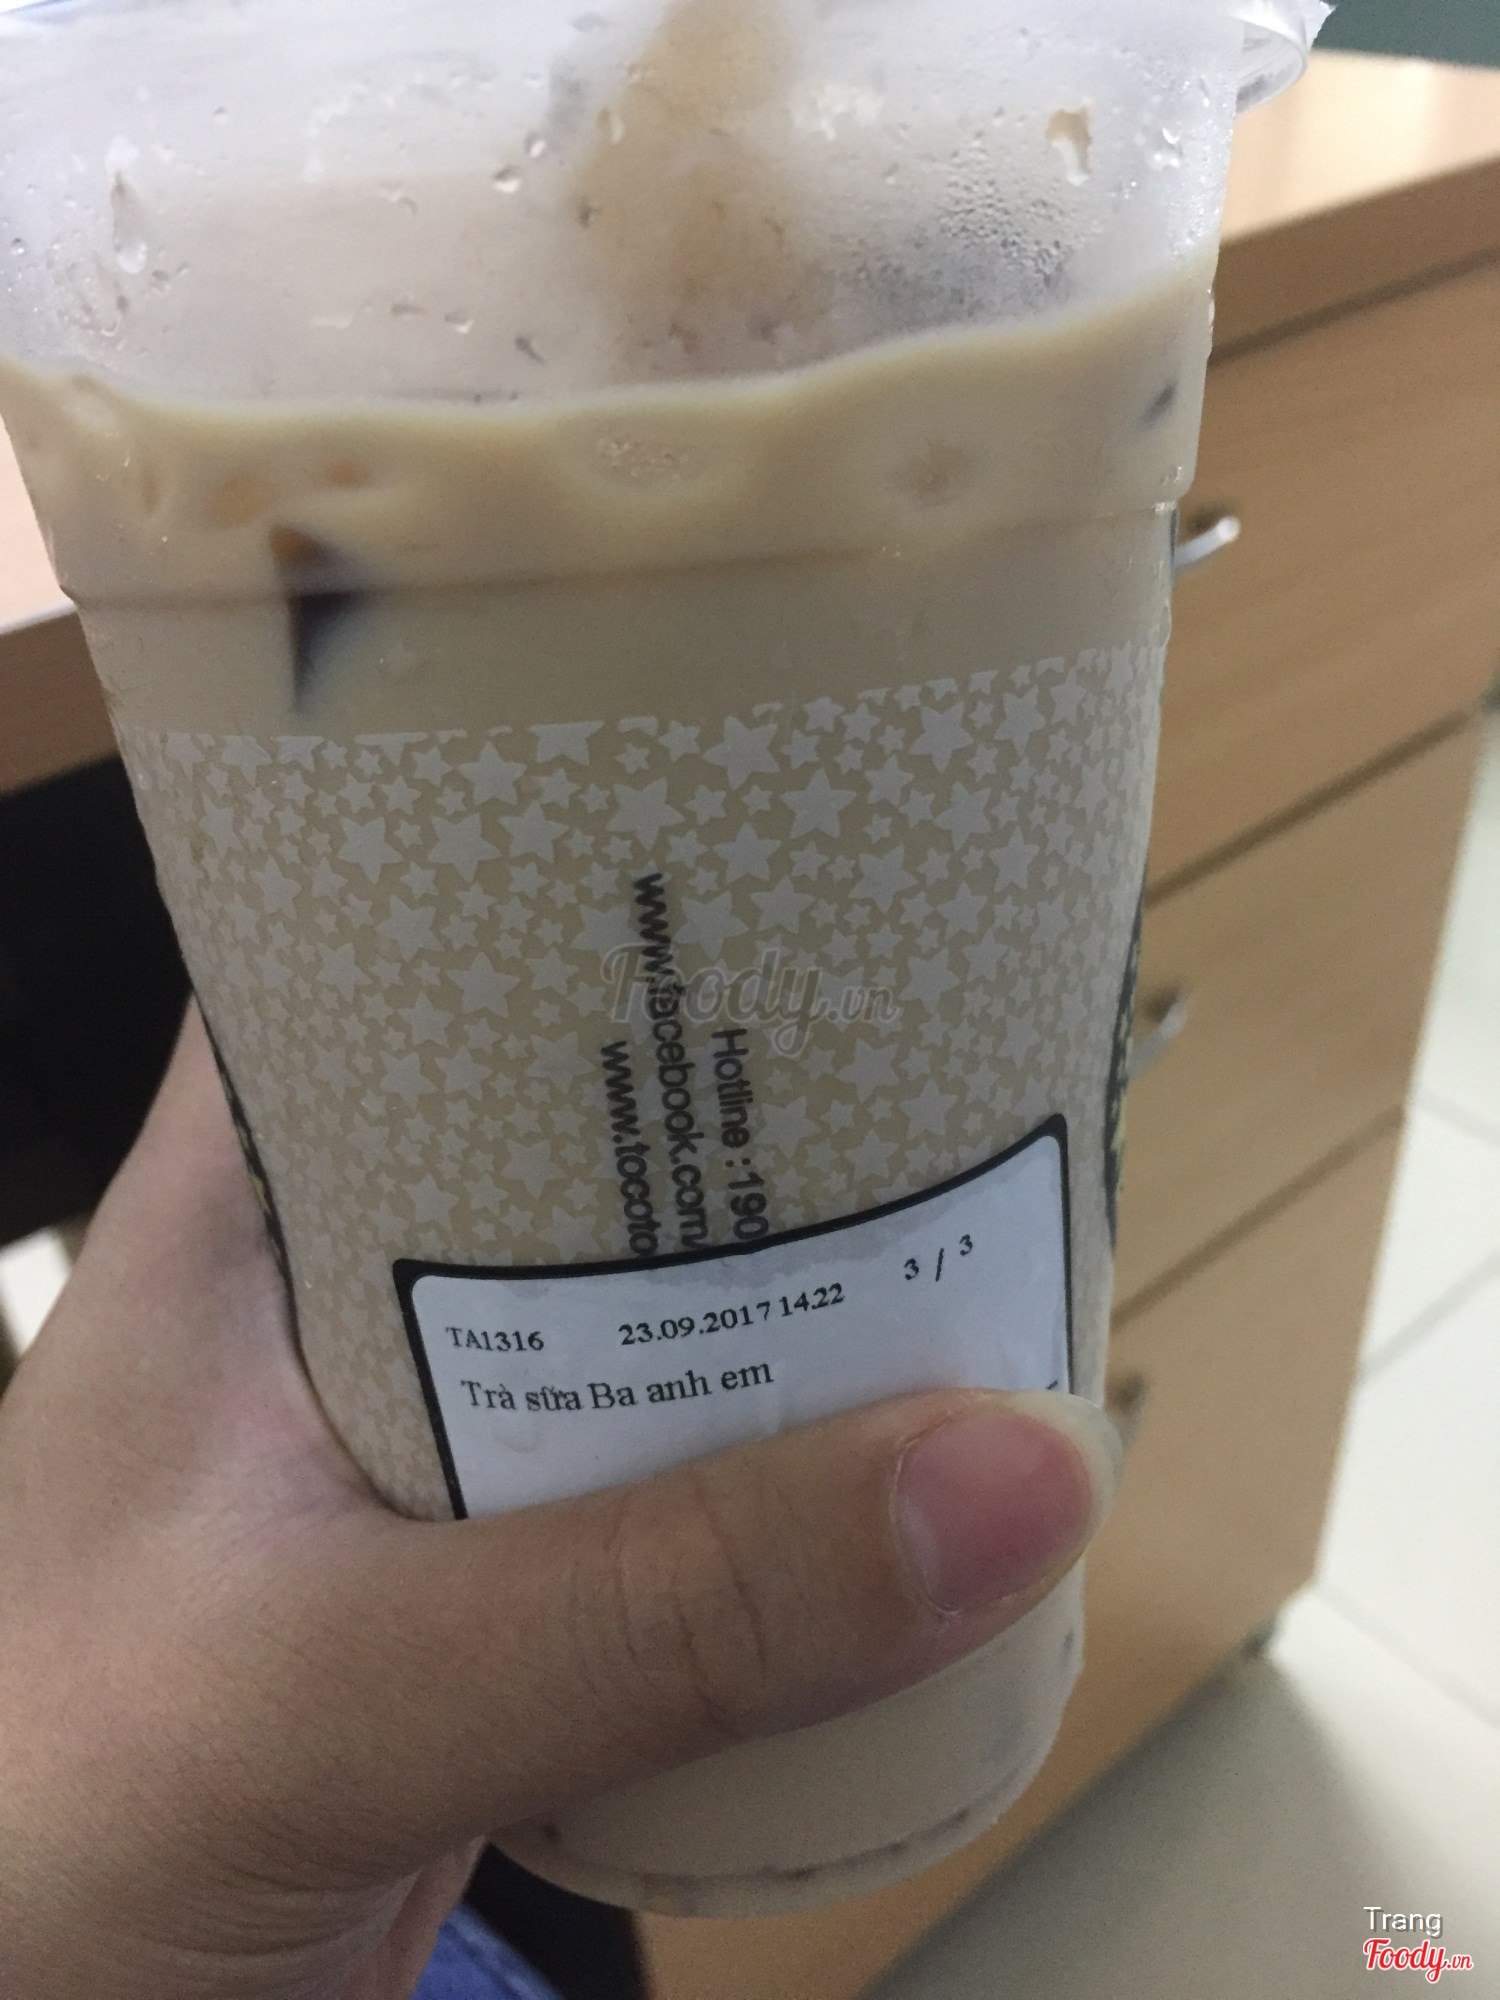 www.facebook.com/
www.tocoto
Hotline : 190
TA1316 23.09.2017 14.22 3 / 3
Trà sữa Ba anh em
Foody.vn
Trang
Foody.vn